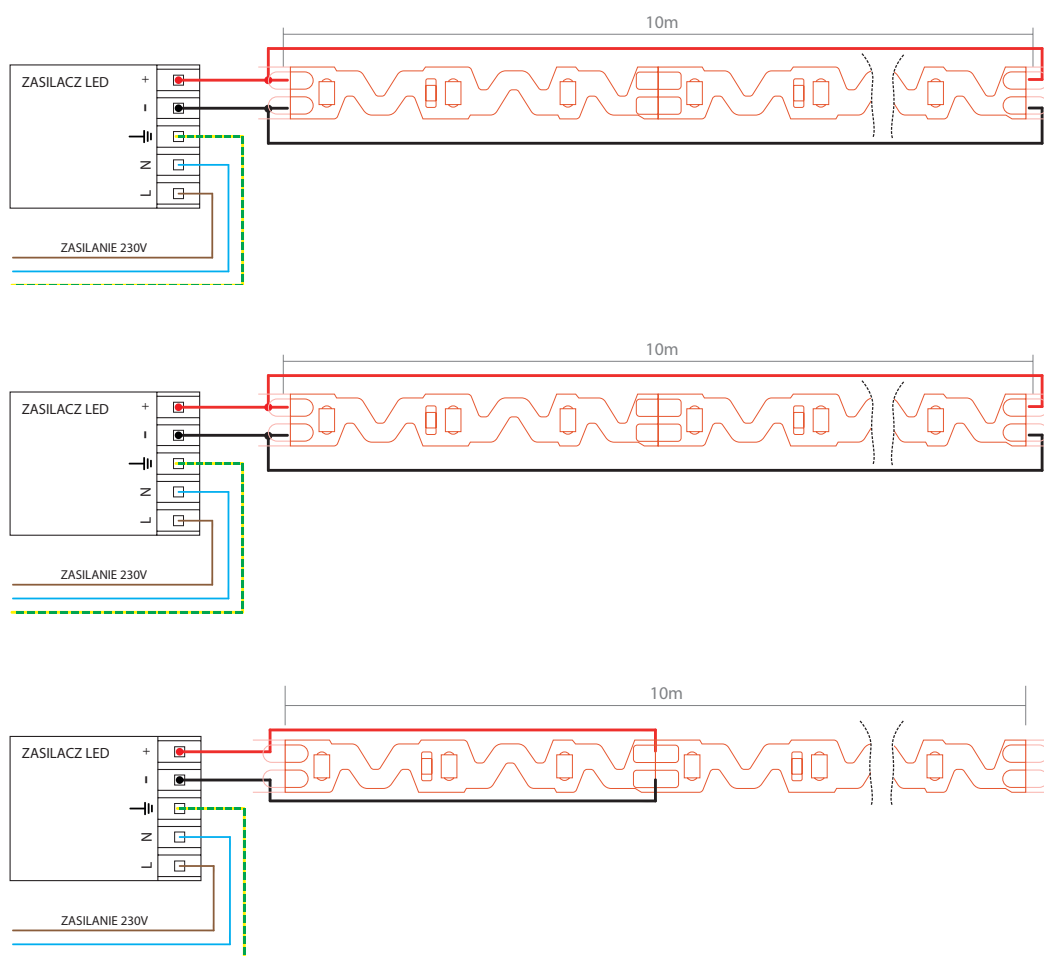 10m
ZASILACZ LED
+
-
N
L
ZASILANIE 230V
10m
ZASILACZ LED
+
-
N
L
ZASILANIE 230V
10m
ZASILACZ LED
+
-
N
L
ZASILANIE 230V